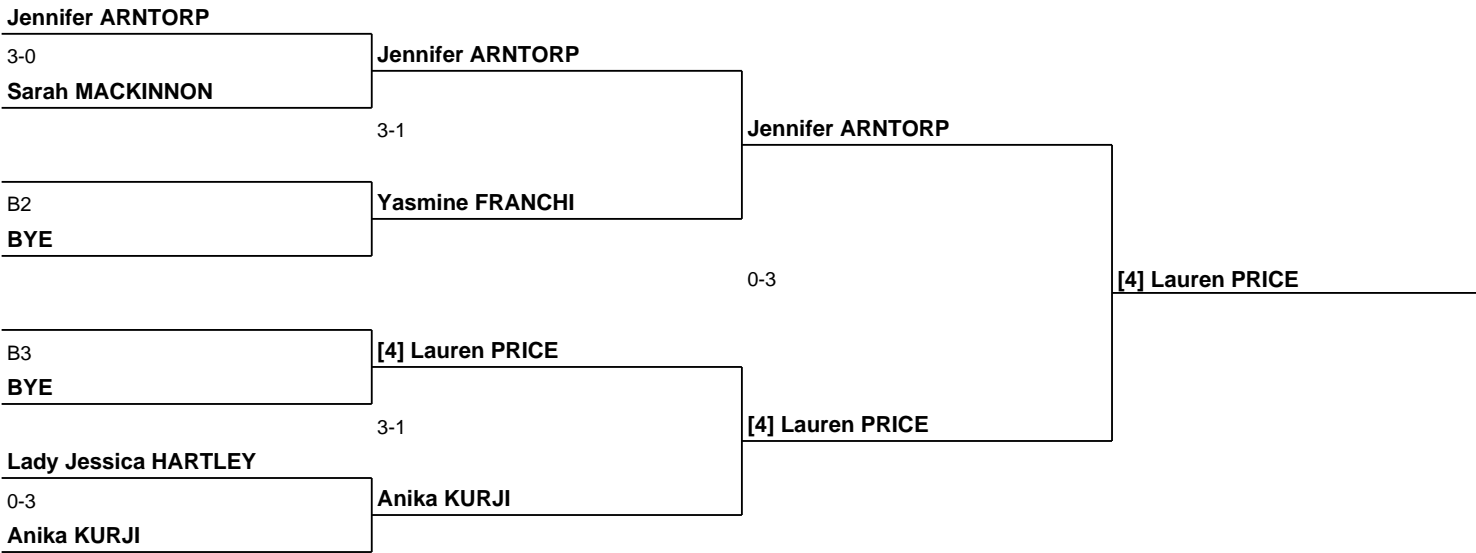 Jennifer ARNTORP
3-0
Jennifer ARNTORP
Sarah MACKINNON
3-1
Jennifer ARNTORP
B2
Yasmine FRANCHI
BYE
0-3
[4] Lauren PRICE
B3
[4] Lauren PRICE
BYE
3-1
[4] Lauren PRICE
Lady Jessica HARTLEY
0-3
Anika KURJI
Anika KURJI